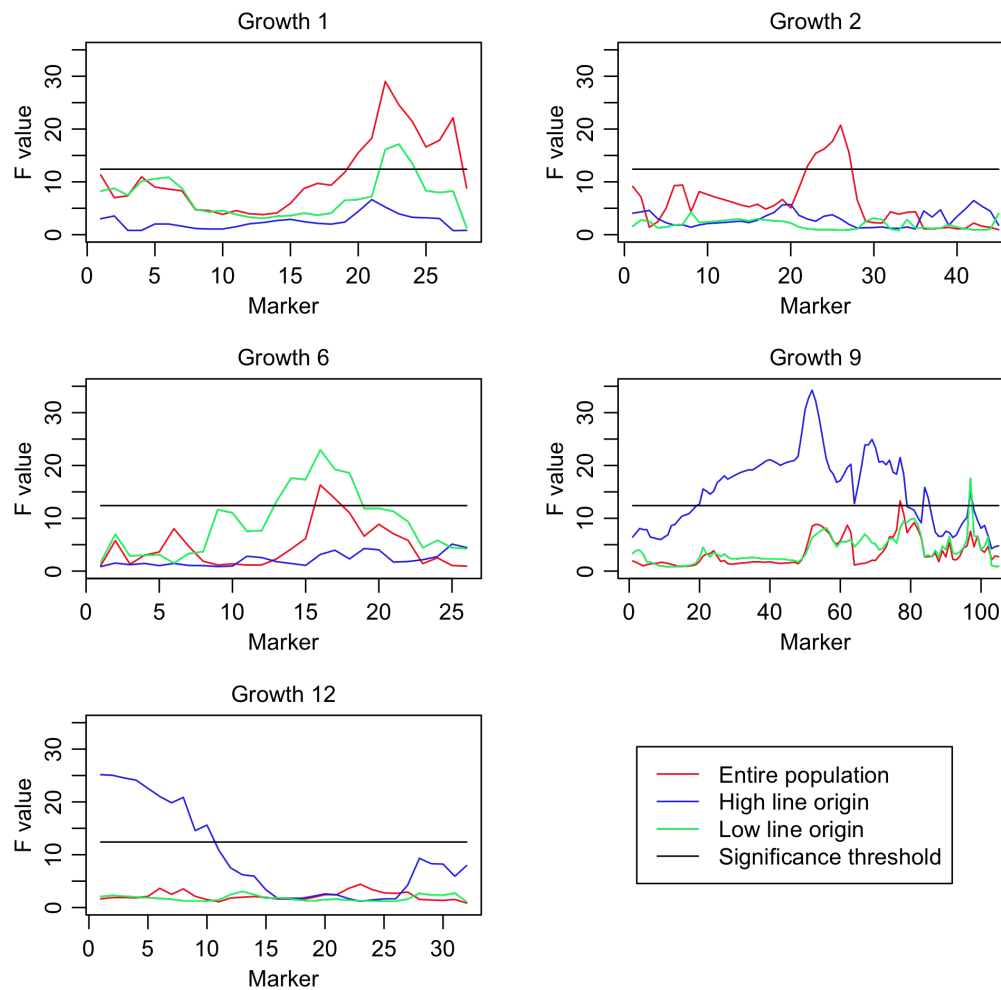 Growth 1
F value
0 10 20 30
0 5 10 15 20 25
Marker
Growth 2
F value
0 10 20 30
0 10 20 30 40
Marker
Growth 6
F value
0 10 20 30
0 5 10 15 20 25
Marker
Growth 9
F value
0 10 20 30
0 20 40 60 80 100
Marker
Growth 12
F value
0 10 20 30
0 5 10 15 20 25 30
Marker
Entire population
High line origin
Low line origin
Significance threshold